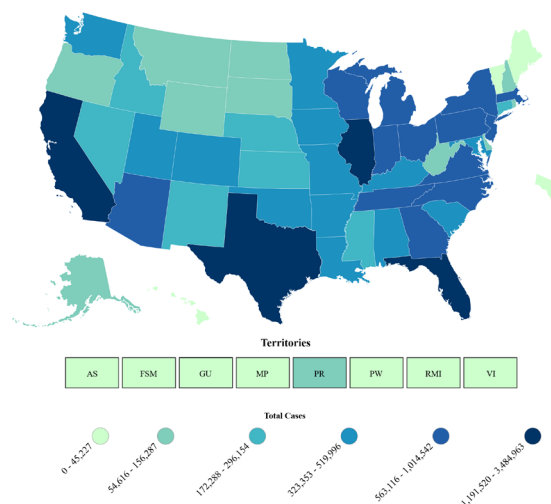 Territories
AS FSM GU MP PR PW RMI VI
Total Cases
0 - 45,227
54,616 - 156,287
172,288 - 296,154
323,353 - 519,996
563,116 - 1,014,542
1,191,520 - 3,484,963